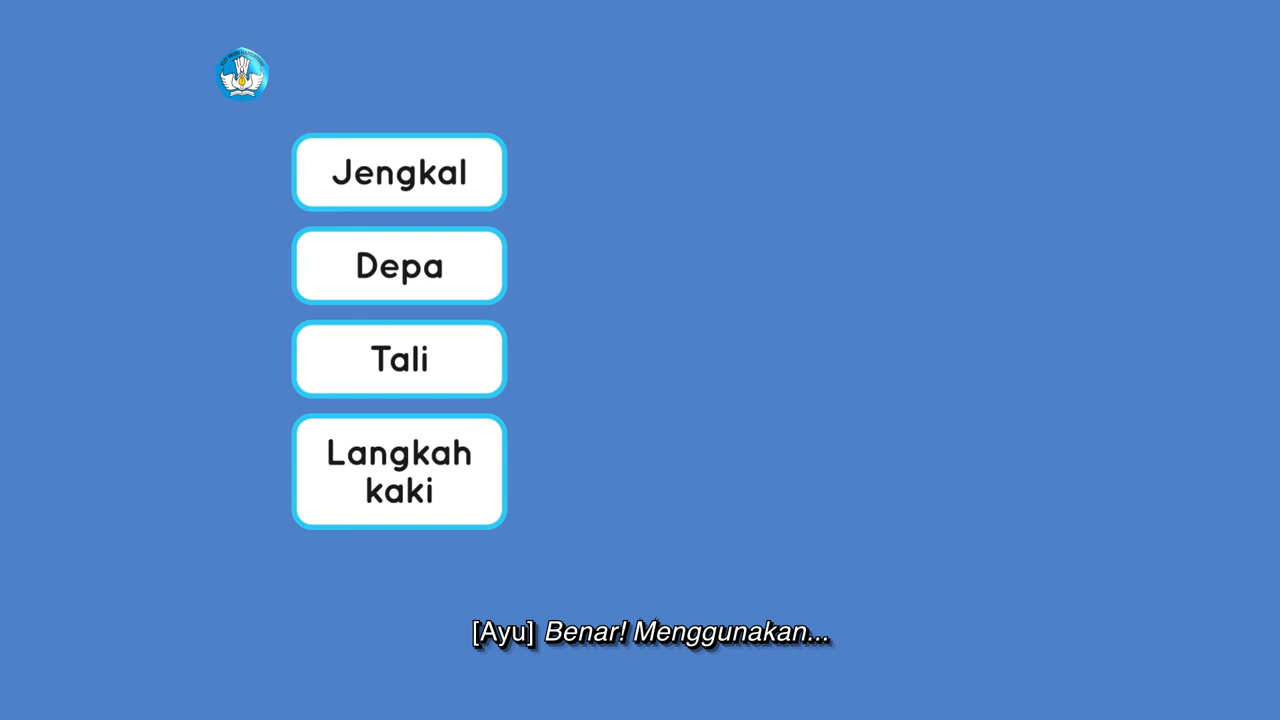 Jengkal
Depa
Tali
Langkah
kaki
[Ayu] Benar! Menggunakan...